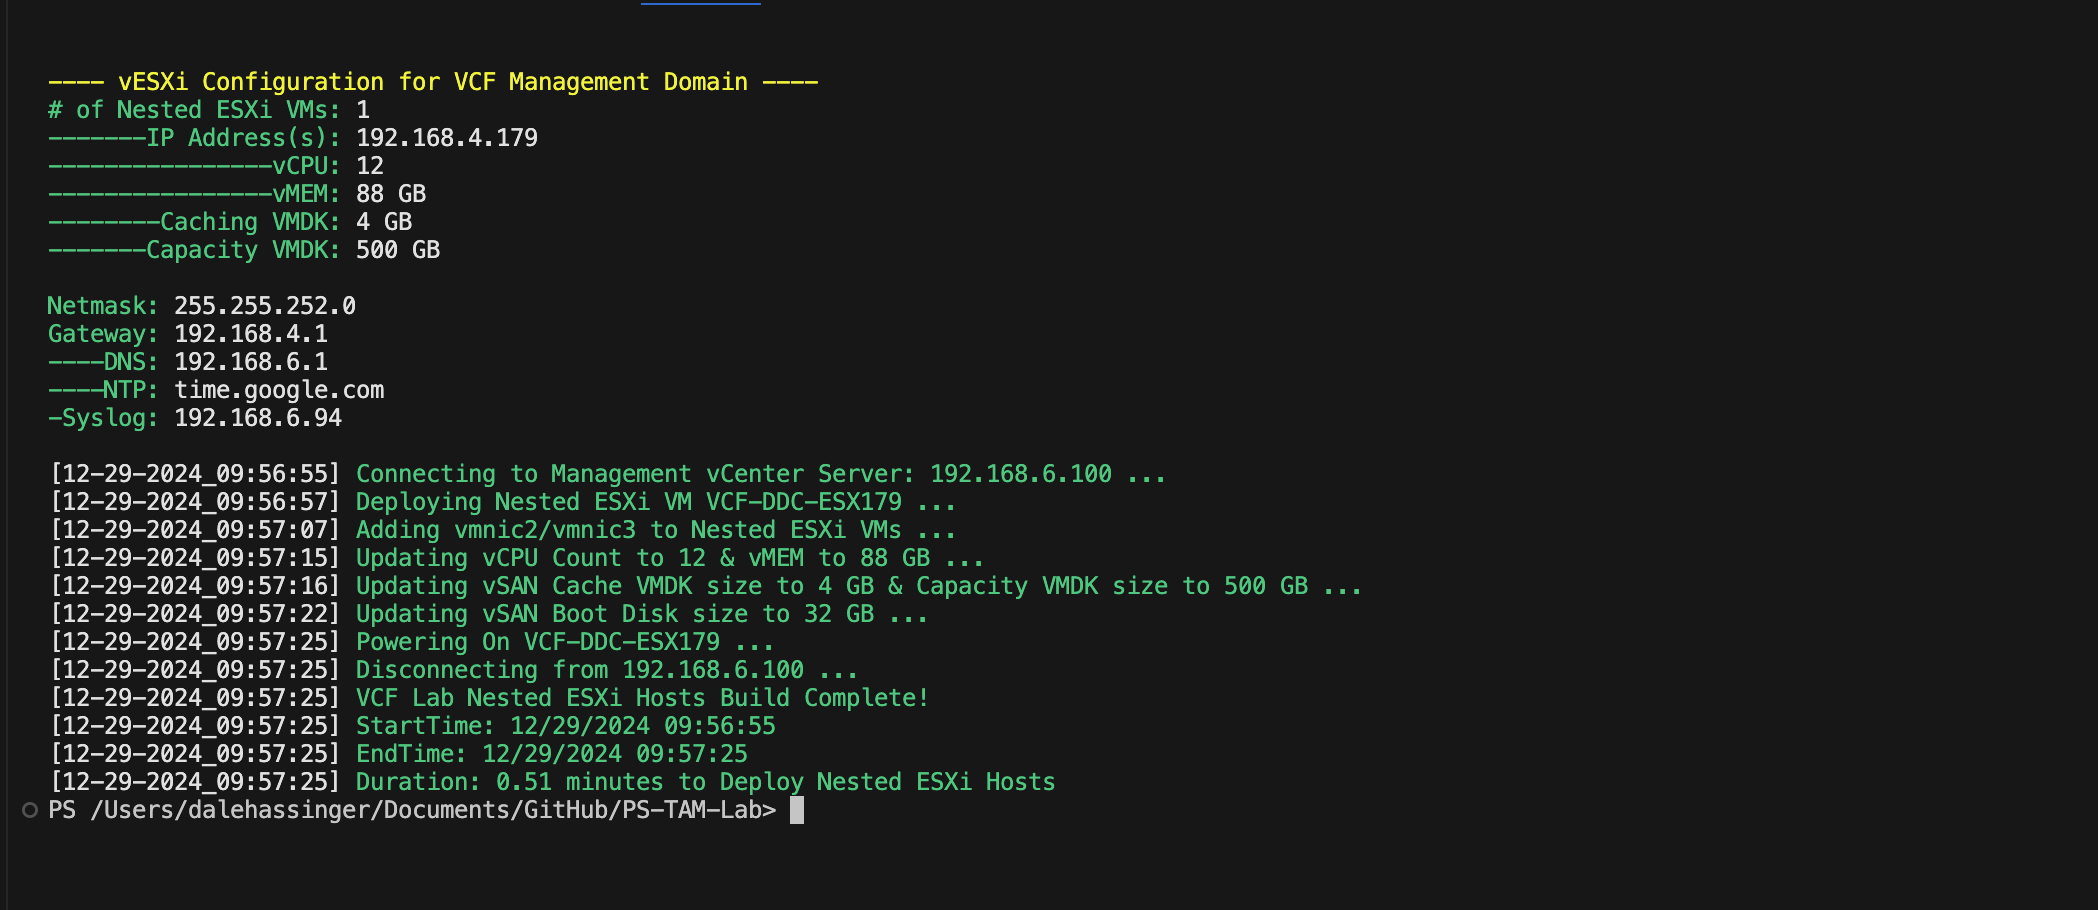 ---- vESXi Configuration for VCF Management Domain ----
# of Nested ESXi VMs: 1
-------IP Address(s): 192.168.4.179
----------------vCPU: 12
----------------vMEM: 88 GB
--------Caching VMDK: 4 GB
-------Capacity VMDK: 500 GB
Netmask: 255.255.252.0
Gateway: 192.168.4.1
----DNS: 192.168.6.1
----NTP: time.google.com
-Syslog: 192.168.6.94
[12-29-2024_09:56:55] Connecting to Management vCenter Server: 192.168.6.100 ...
[12-29-2024_09:56:57] Deploying Nested ESXi VM VCF-DDC-ESX179 ...
[12-29-2024_09:57:07] Adding vmnic2/vmnic3 to Nested ESXi VMs ...
[12-29-2024_09:57:15] Updating vCPU Count to 12 & vMEM to 88 GB ...
[12-29-2024_09:57:16] Updating vSAN Cache VMDK size to 4 GB & Capacity VMDK size to 500 GB ...
[12-29-2024_09:57:22] Updating vSAN Boot Disk size to 32 GB ...
[12-29-2024_09:57:25] Powering On VCF-DDC-ESX179 ...
[12-29-2024_09:57:25] Disconnecting from 192.168.6.100 ...
[12-29-2024_09:57:25] VCF Lab Nested ESXi Hosts Build Complete!
[12-29-2024_09:57:25] StartTime: 12/29/2024 09:56:55
[12-29-2024_09:57:25] EndTime: 12/29/2024 09:57:25
[12-29-2024_09:57:25] Duration: 0.51 minutes to Deploy Nested ESXi Hosts
PS /Users/dalehassinger/Documents/GitHub/PS-TAM-Lab>